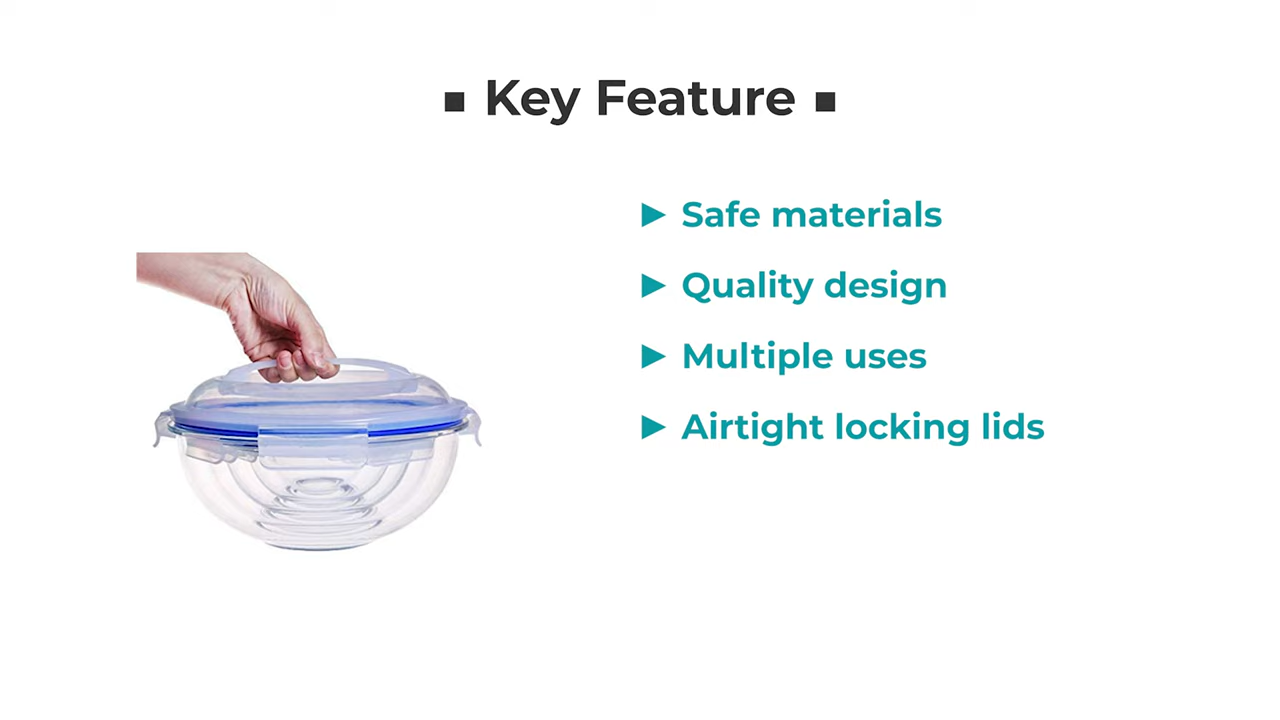 ▪ Key Feature ▪
► Safe materials
► Quality design
► Multiple uses
► Airtight locking lids